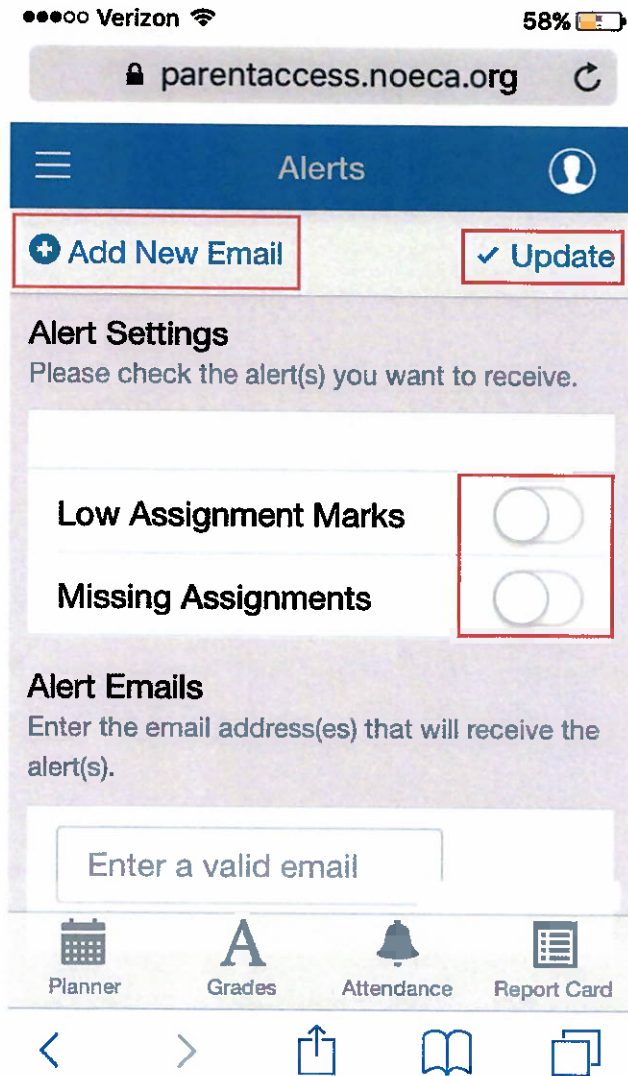 Verizon 58%
parentaccess.noeca.org
Alerts
Add New Email Update
Alert Settings
Please check the alert(s) you want to receive.
Low Assignment Marks
Missing Assignments
Alert Emails
Enter the email address(es) that will receive the
alert(s).
Enter a valid email
A
Planner Grades Attendance Report Card